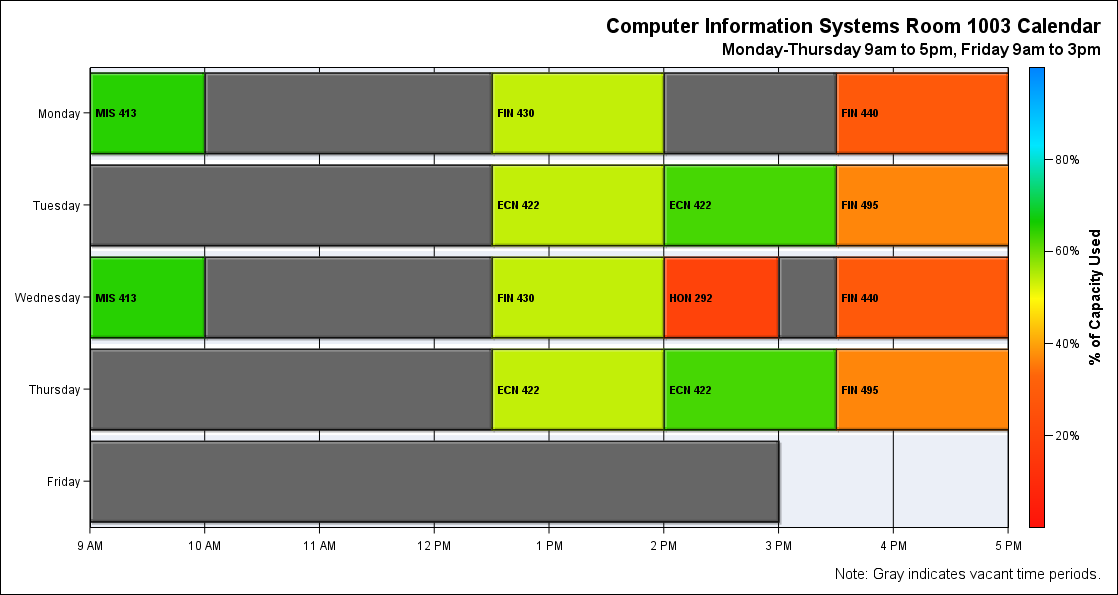 Computer Information Systems Room 1003 Calendar
Monday-Thursday 9am to 5pm, Friday 9am to 3pm
Monday
MIS 413
FIN 430
FIN 440
80%
Tuesday
ECN 422
ECN 422
FIN 495
60%
Wednesday
MIS 413
FIN 430
HON 292
FIN 440
% of Capacity Used
40%
Thursday
ECN 422
ECN 422
FIN 495
20%
Friday
9 AM
10 AM
11 AM
12 PM
1 PM
2 PM
3 PM
4 PM
5 PM
Note: Gray indicates vacant time periods.